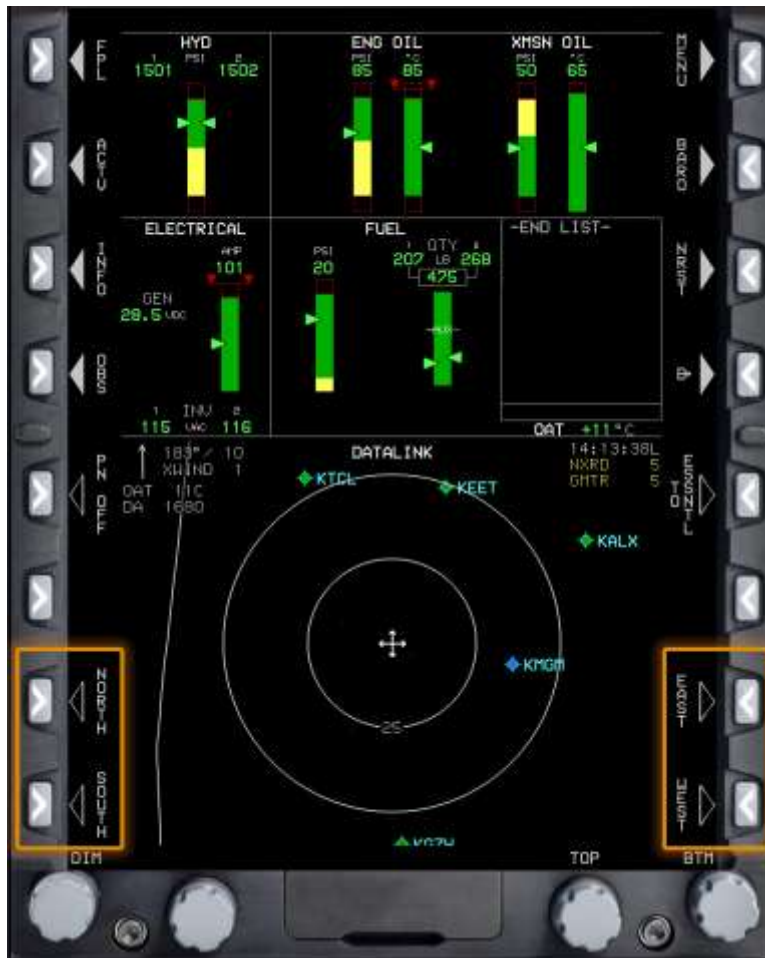 FPL
MENU
HYD
ENG OIL
XMSN OIL
1 PSI 2
PSI °C
PSI °C
1501 1502
85 85
50 65
ACTV
BARO
ELECTRICAL
FUEL
-END LIST-
AMP
101
PSI
20
1 QTY 2
207 LB 268
475
INFO
NRST
GEN
28.5 VDC
AUX
OBS
1 INV 2
115 VAC 116
OAT +11°C
PN OFF
ESSNTL
TO
183°/ 10
XWIND 1
OAT 11C
DA 1680
DATALINK
14:13:38L
NXRD 5
GMTR 5
KTCL
KEET
KALX
KMGM
25
NORTH
EAST
SOUTH
WEST
DIM
TOP
BTM